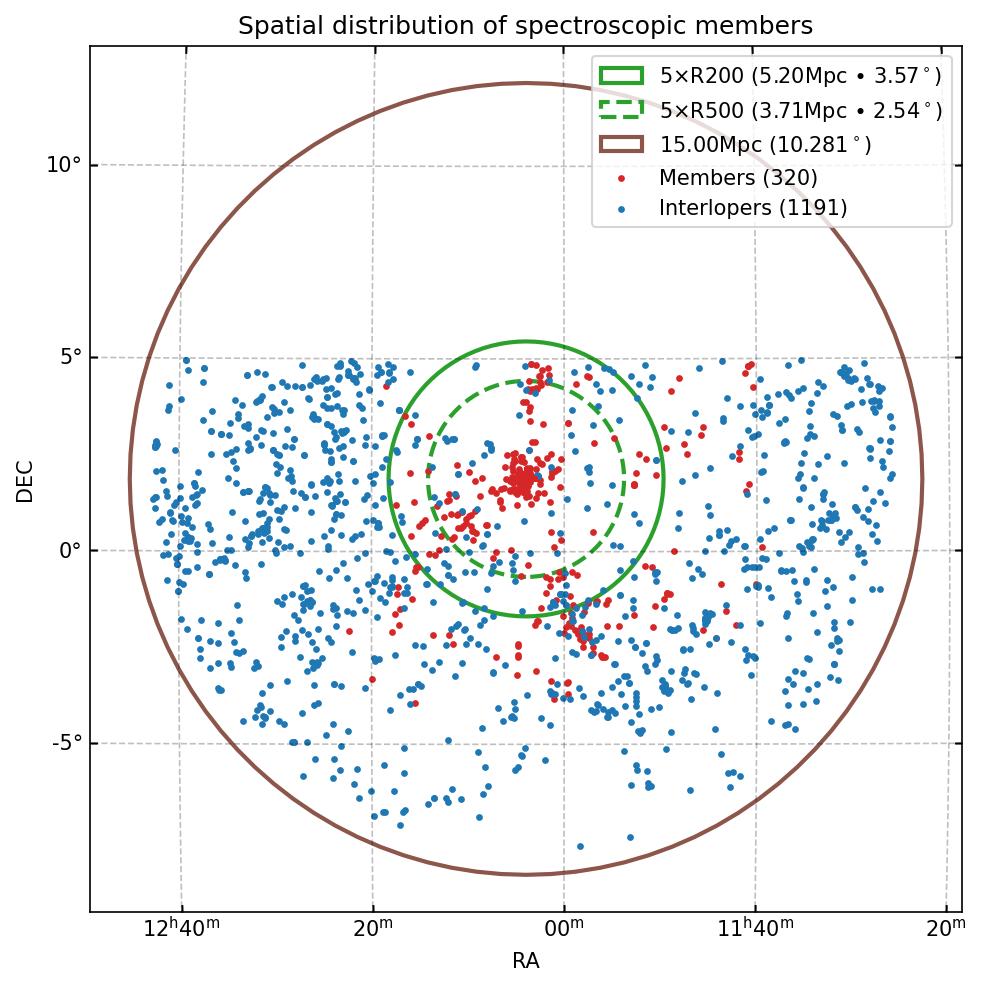 Spatial distribution of spectroscopic members
5×R200 (5.20Mpc • 3.57°)
5×R500 (3.71Mpc • 2.54°)
15.00Mpc (10.281°)
Members (320)
Interlopers (1191)
10°
5°
0°
-5°
DEC
12ʰ40ᵐ 20ᵐ 00ᵐ 11ʰ40ᵐ 20ᵐ
RA